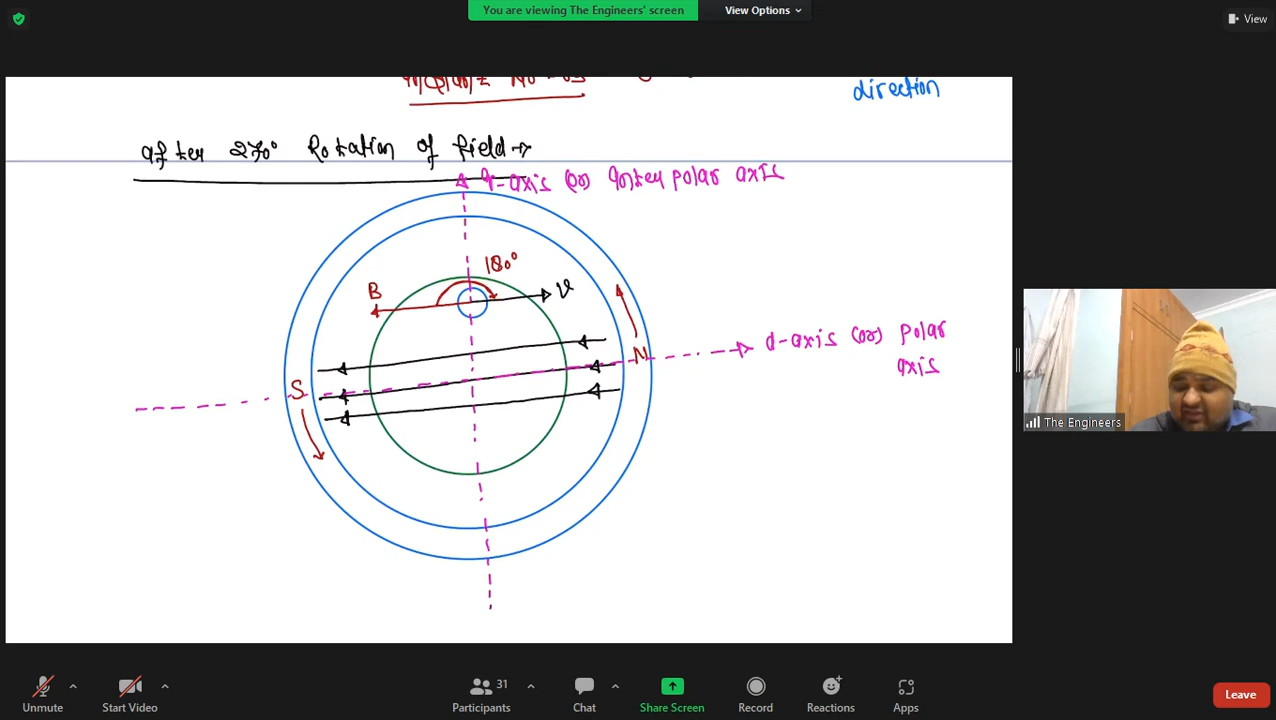 You are viewing The Engineers' screen
View Options
View
direction
after 270° Rotation of field →
q-axis (or) polar axis
180°
B
v
N
d-axis (or) polar
axis
S
The Engineers
Unmute
Start Video
31
Participants
Chat
Share Screen
Record
Reactions
Apps
Leave